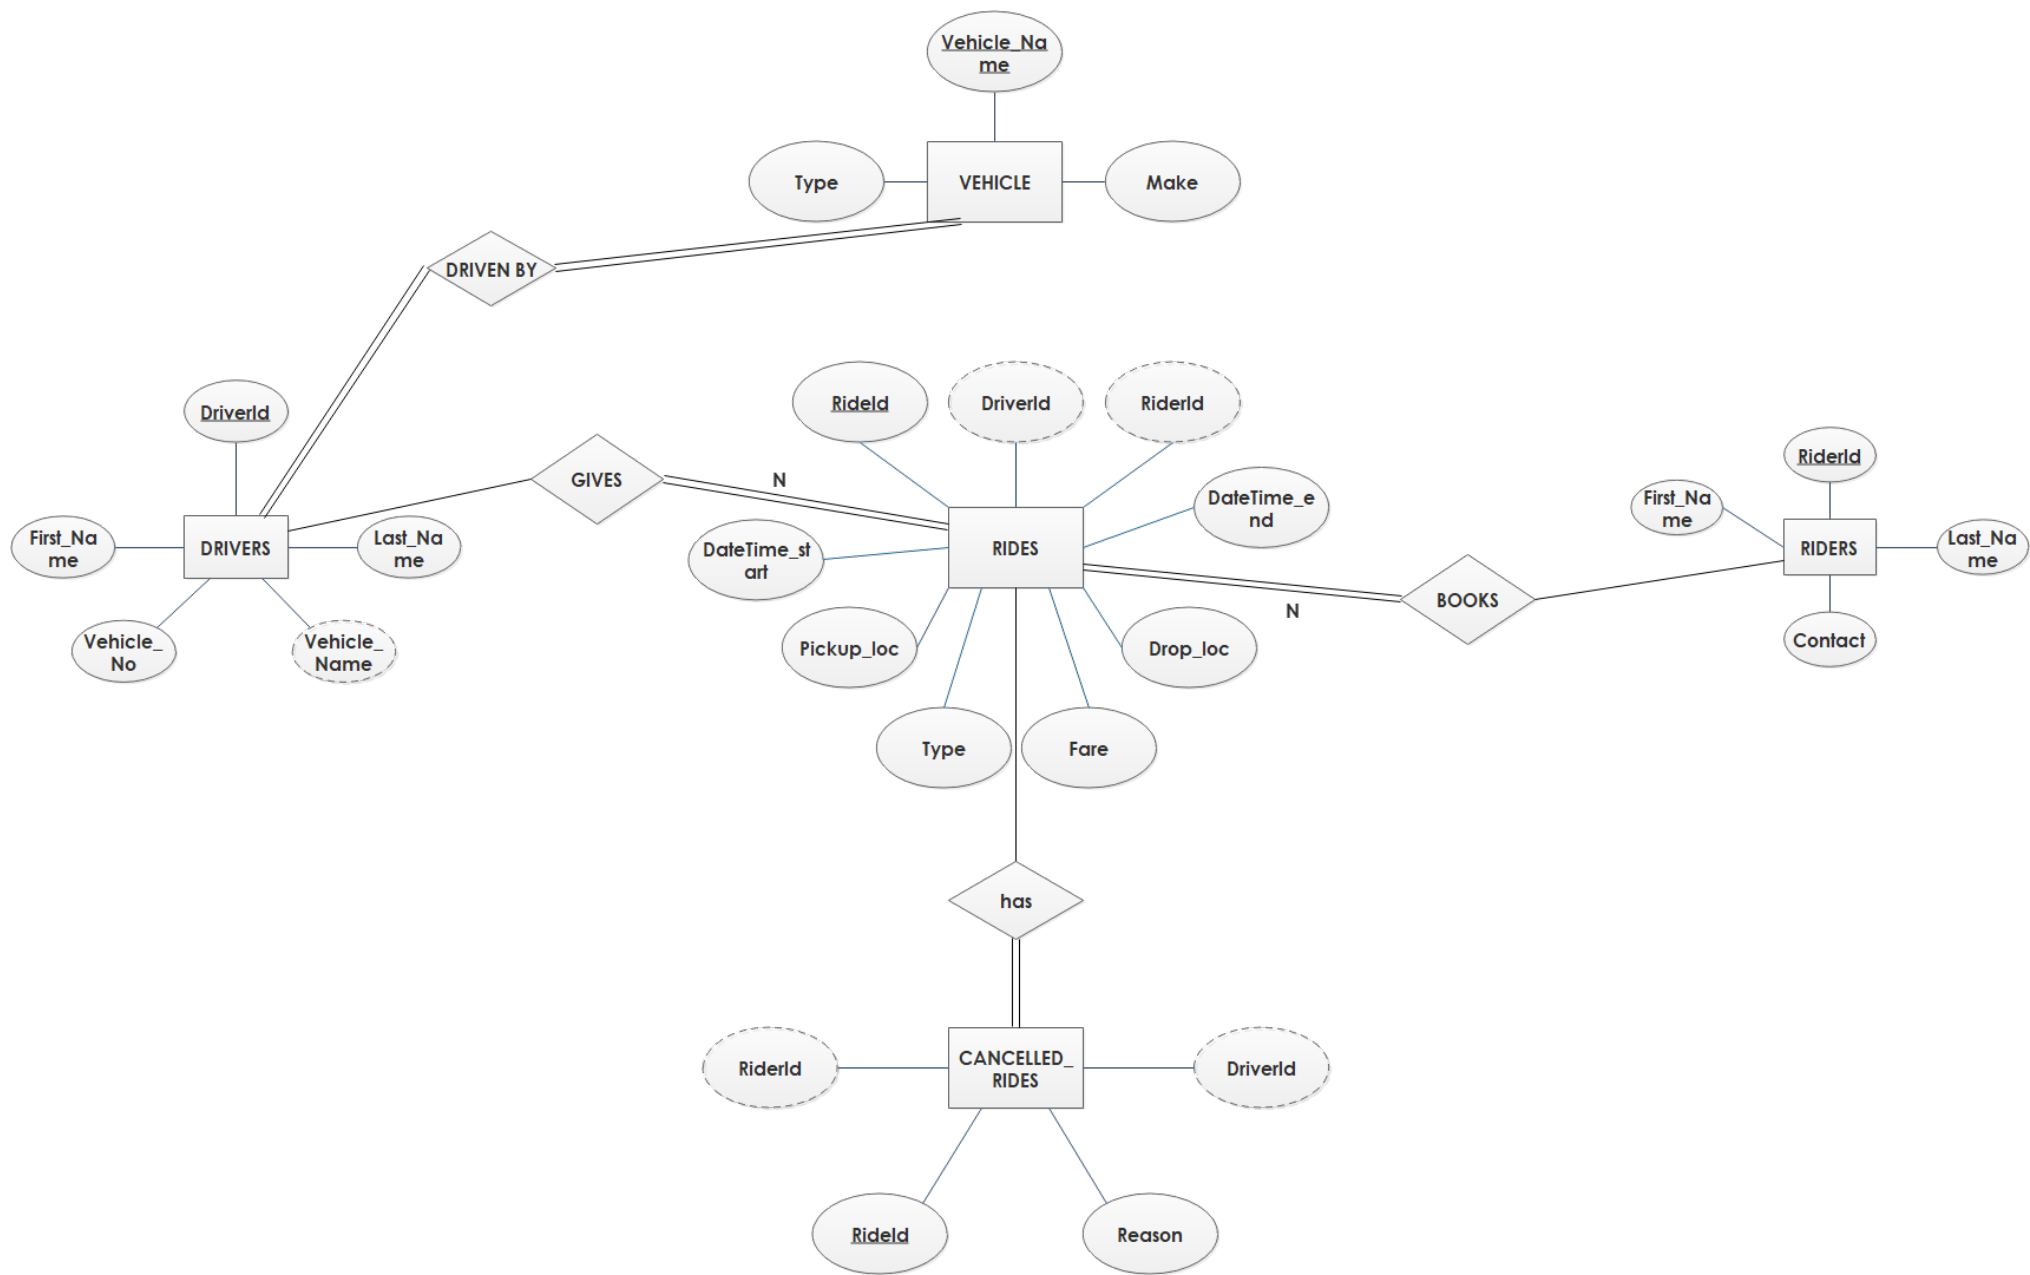 Vehicle_Na
me
Type
VEHICLE
Make
DRIVEN BY
DriverId
RideId
DriverId
RiderId
GIVES
N
DateTime_e
nd
RiderId
First_Na
me
First_Na
me
DRIVERS
Last_Na
me
DateTime_st
art
RIDES
RIDERS
Last_Na
me
BOOKS
N
Vehicle_
No
Vehicle_
Name
Pickup_loc
Drop_loc
Contact
Type
Fare
has
RiderId
CANCELLED_
RIDES
DriverId
RideId
Reason